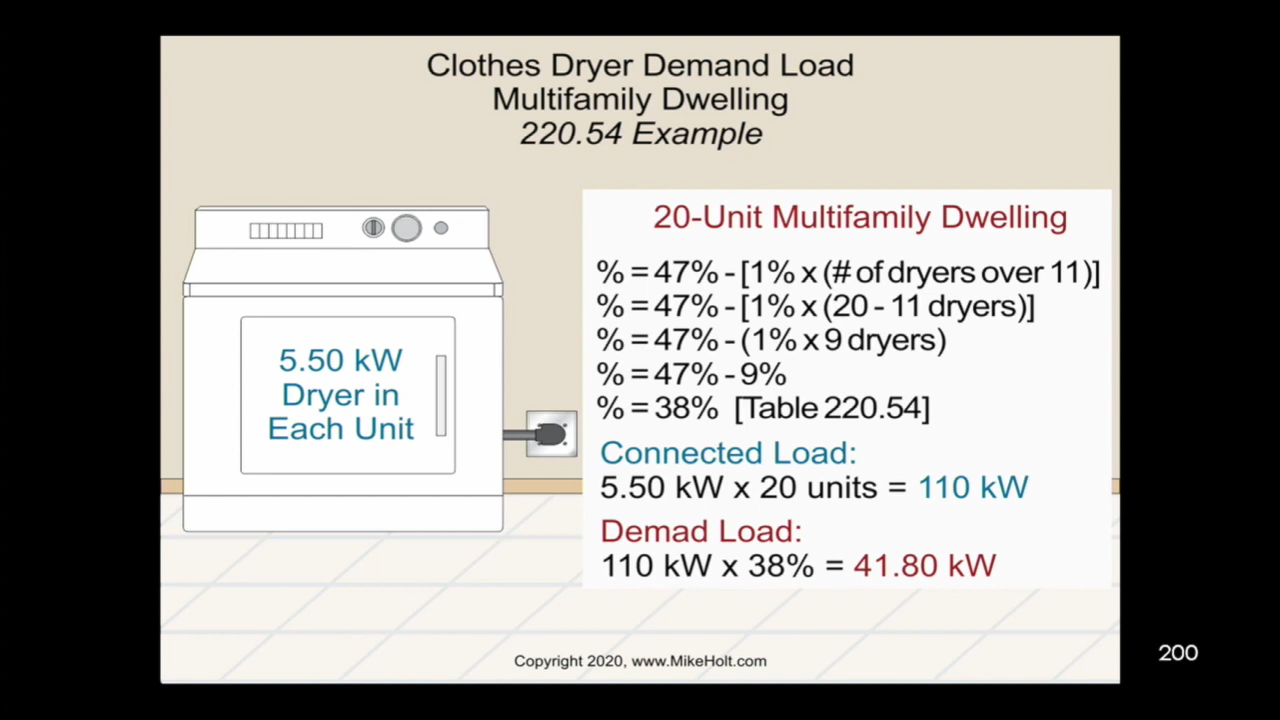 Clothes Dryer Demand Load
Multifamily Dwelling
220.54 Example
5.50 kW
Dryer in
Each Unit
20-Unit Multifamily Dwelling
% = 47% - [1% x (# of dryers over 11)]
% = 47% - [1% x (20 - 11 dryers)]
% = 47% - (1% x 9 dryers)
% = 47% - 9%
% = 38% [Table 220.54]
Connected Load:
5.50 kW x 20 units = 110 kW
Demad Load:
110 kW x 38% = 41.80 kW
Copyright 2020, www.MikeHolt.com
200